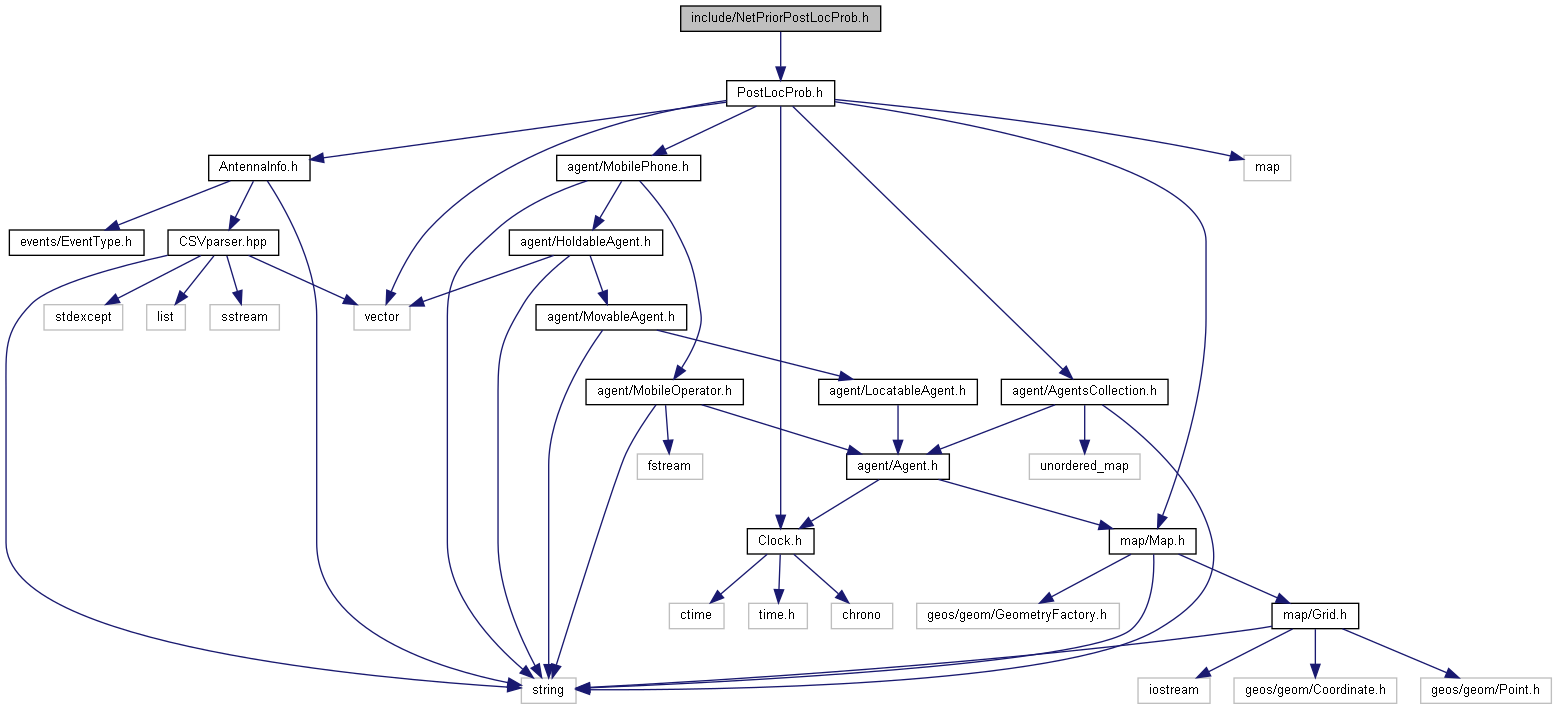 include/NetPriorPostLocProb.h
PostLocProb.h
AntennaInfo.h
agent/MobilePhone.h
map
events/EventType.h
CSVparser.hpp
agent/HoldableAgent.h
stdexcept
list
sstream
vector
agent/MovableAgent.h
agent/MobileOperator.h
agent/LocatableAgent.h
agent/AgentsCollection.h
fstream
agent/Agent.h
unordered_map
Clock.h
map/Map.h
ctime
time.h
chrono
geos/geom/GeometryFactory.h
map/Grid.h
string
iostream
geos/geom/Coordinate.h
geos/geom/Point.h